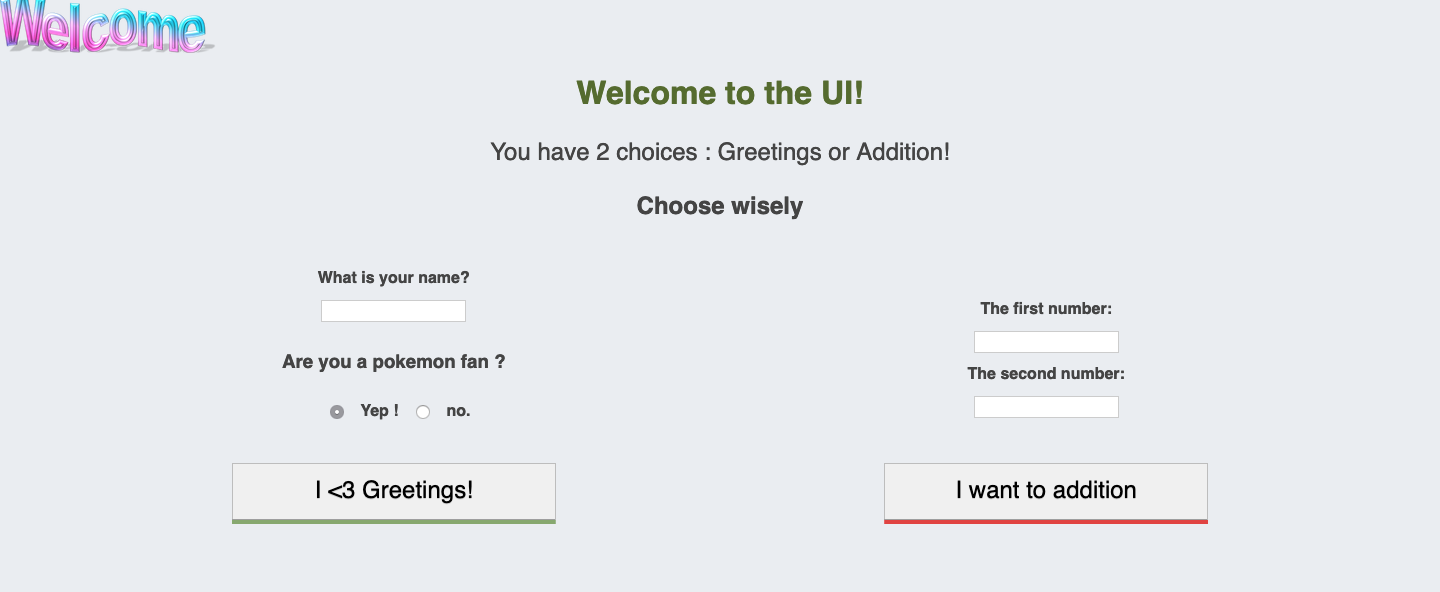 Welcome
Welcome to the UI!
You have 2 choices : Greetings or Addition!
Choose wisely
What is your name?
Are you a pokemon fan ?
Yep ! no.
I <3 Greetings!
The first number:
The second number:
I want to addition